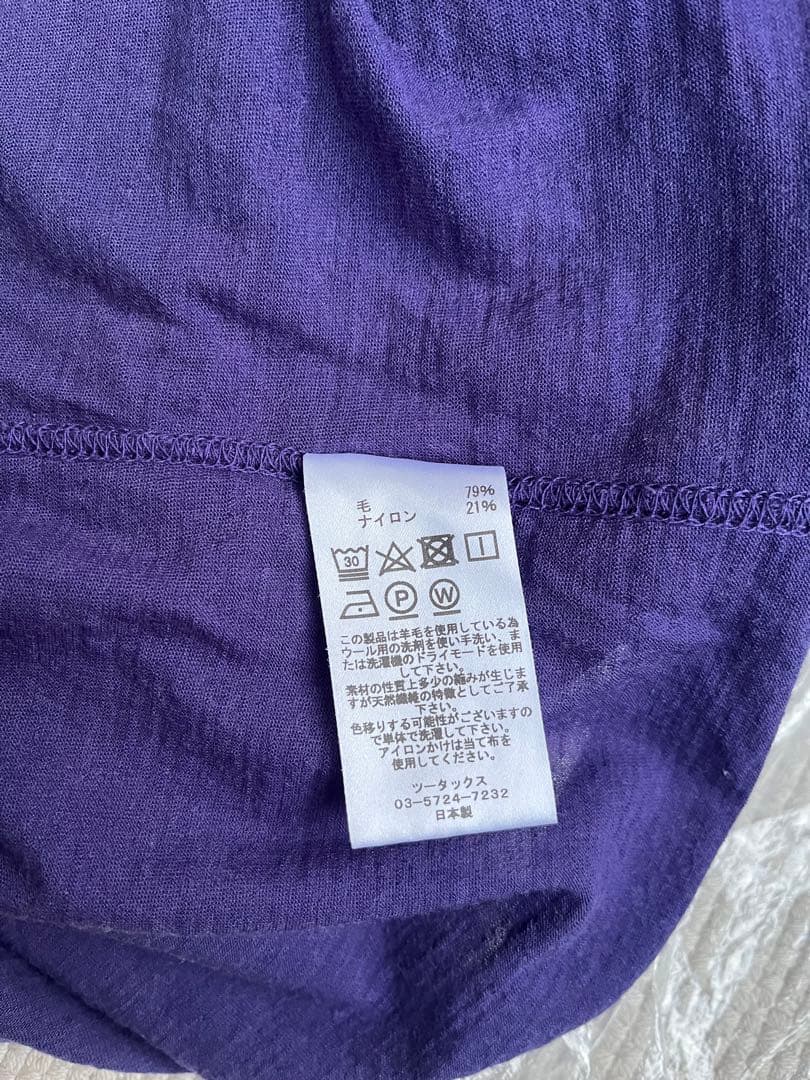 毛 79%
ナイロン 21%
30
P W
この製品は羊毛を使用している為
ウール用の洗剤を使い手洗い、ま
たは洗濯機のドライモードを使用
して下さい。
素材の性質上多少の縮みが生じま
すが天然繊維の特徴としてご了承
下さい。
色移りする可能性がございますの
で単体で洗濯して下さい。
アイロンかけは当て布を
使用してください。
ツータックス
03-5724-7232
日本製